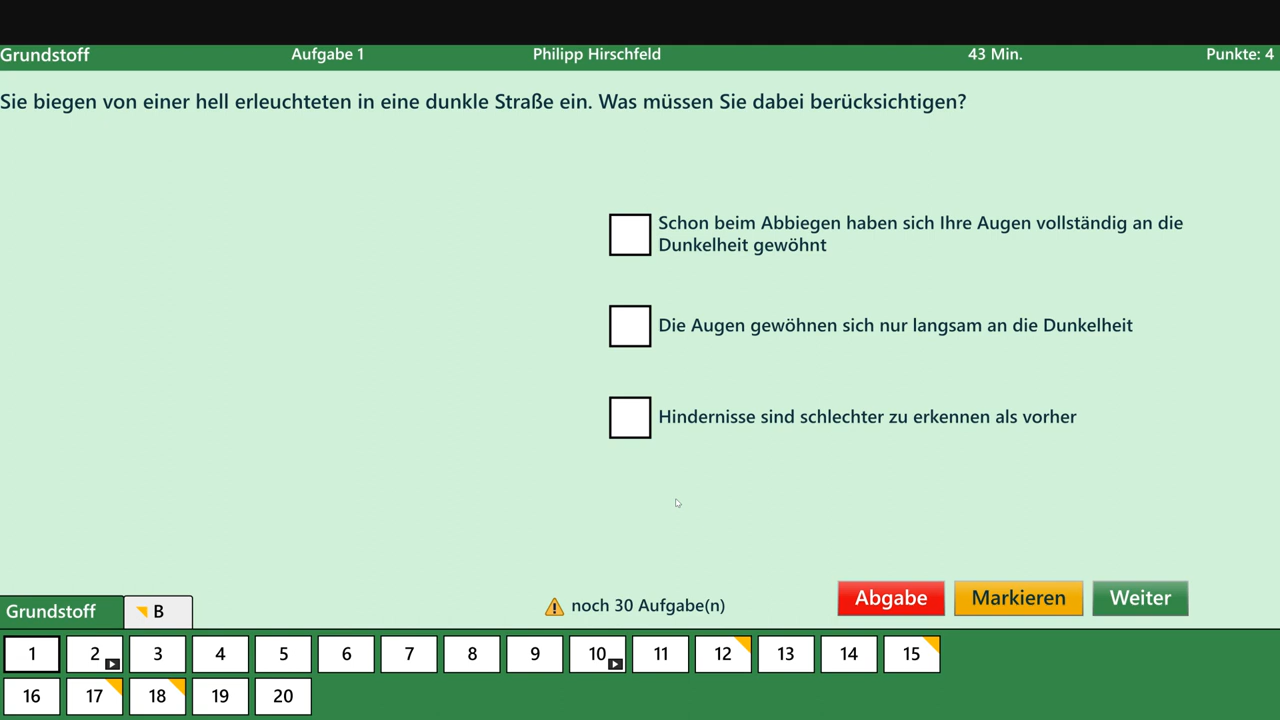 Grundstoff Aufgabe 1 Philipp Hirschfeld 43 Min. Punkte: 4
Sie biegen von einer hell erleuchteten in eine dunkle Straße ein. Was müssen Sie dabei berücksichtigen?
Schon beim Abbiegen haben sich Ihre Augen vollständig an die
Dunkelheit gewöhnt
Die Augen gewöhnen sich nur langsam an die Dunkelheit
Hindernisse sind schlechter zu erkennen als vorher
Grundstoff B noch 30 Aufgabe(n) Abgabe Markieren Weiter
1 2 3 4 5 6 7 8 9 10 11 12 13 14 15
16 17 18 19 20